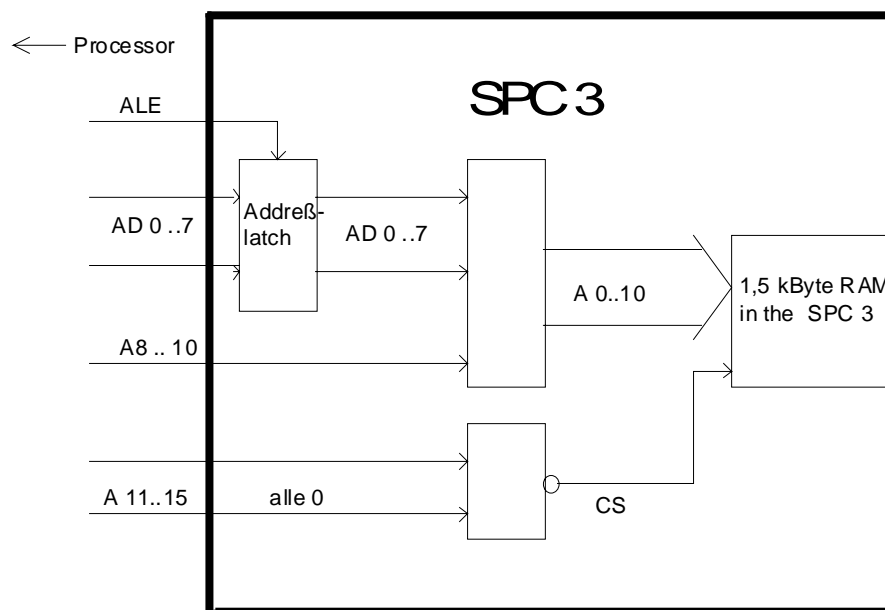 Processor
SPC 3
ALE
AD 0 ..7
Addreß-
latch
AD 0 ..7
A 0..10
1,5 kByte RAM
in the SPC 3
A8 .. 10
A 11..15
alle 0
CS